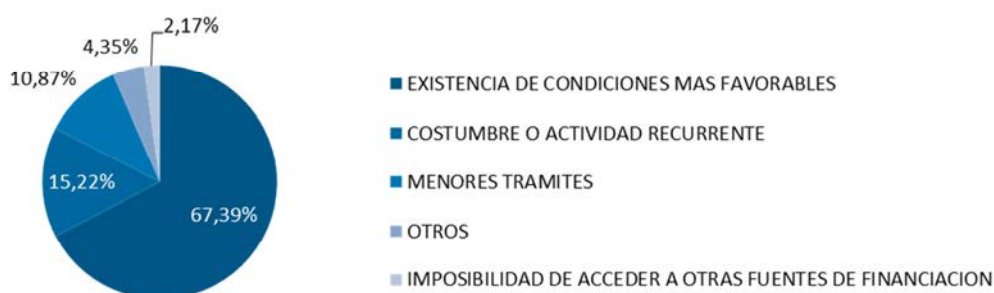 2,17%
4,35%
10,87%
15,22%
67,39%
EXISTENCIA DE CONDICIONES MAS FAVORABLES
COSTUMBRE O ACTIVIDAD RECURRENTE
MENORES TRAMITES
OTROS
IMPOSIBILIDAD DE ACCEDER A OTRAS FUENTES DE FINANCIACION